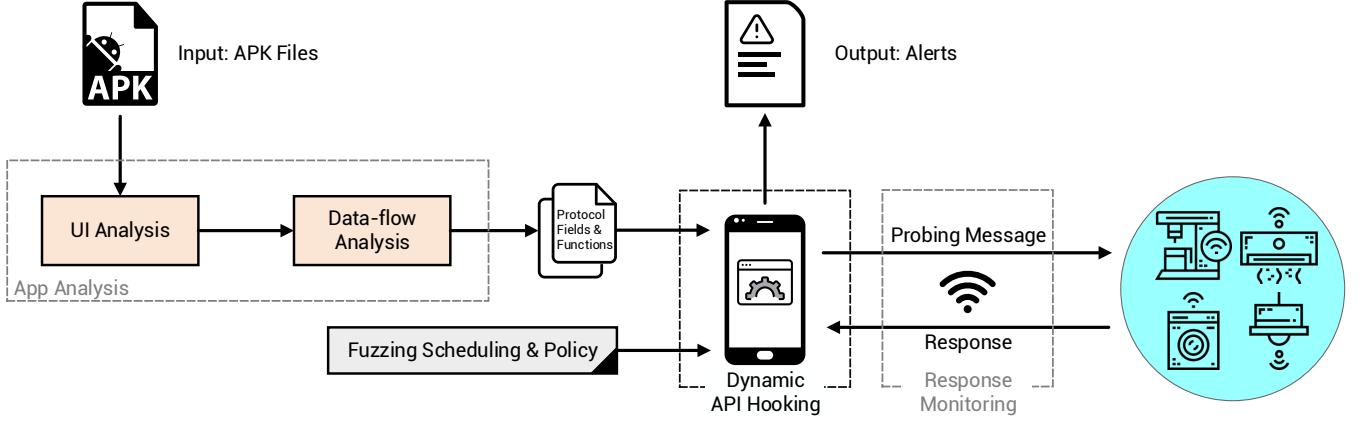 APK
Input: APK Files
Output: Alerts
UI Analysis
Data-flow
Analysis
App Analysis
Protocol
Fields &
Functions
Fuzzing Scheduling & Policy
Dynamic
API Hooking
Probing Message
Response
Response
Monitoring